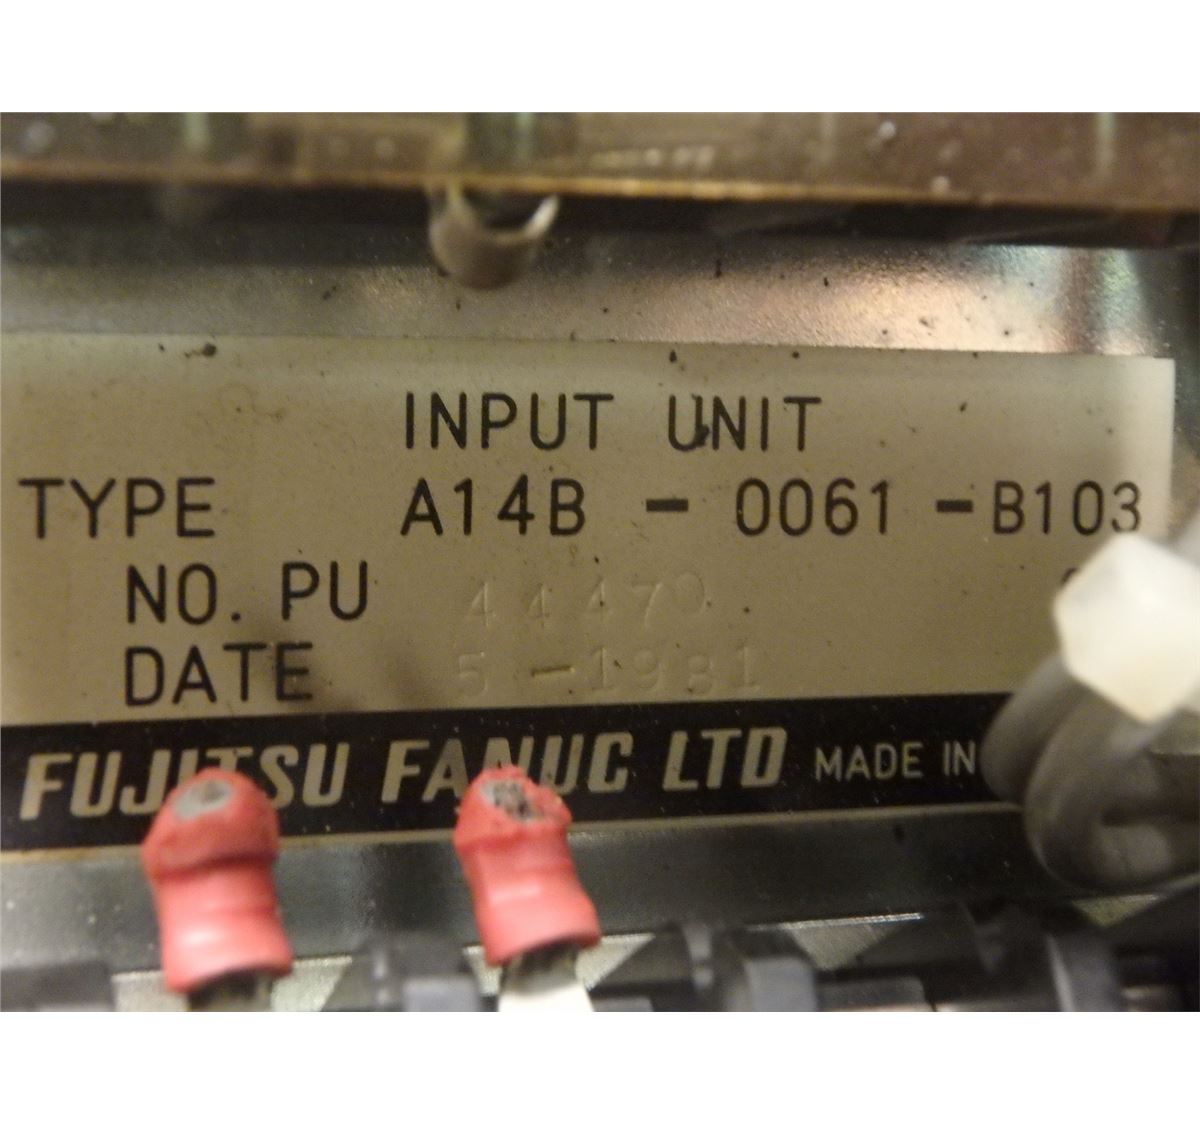 INPUT UNIT
TYPE A14B - 0061 - B103
NO. PU 44470
DATE 5 - 1981
FUJITSU FANUC LTD MADE IN